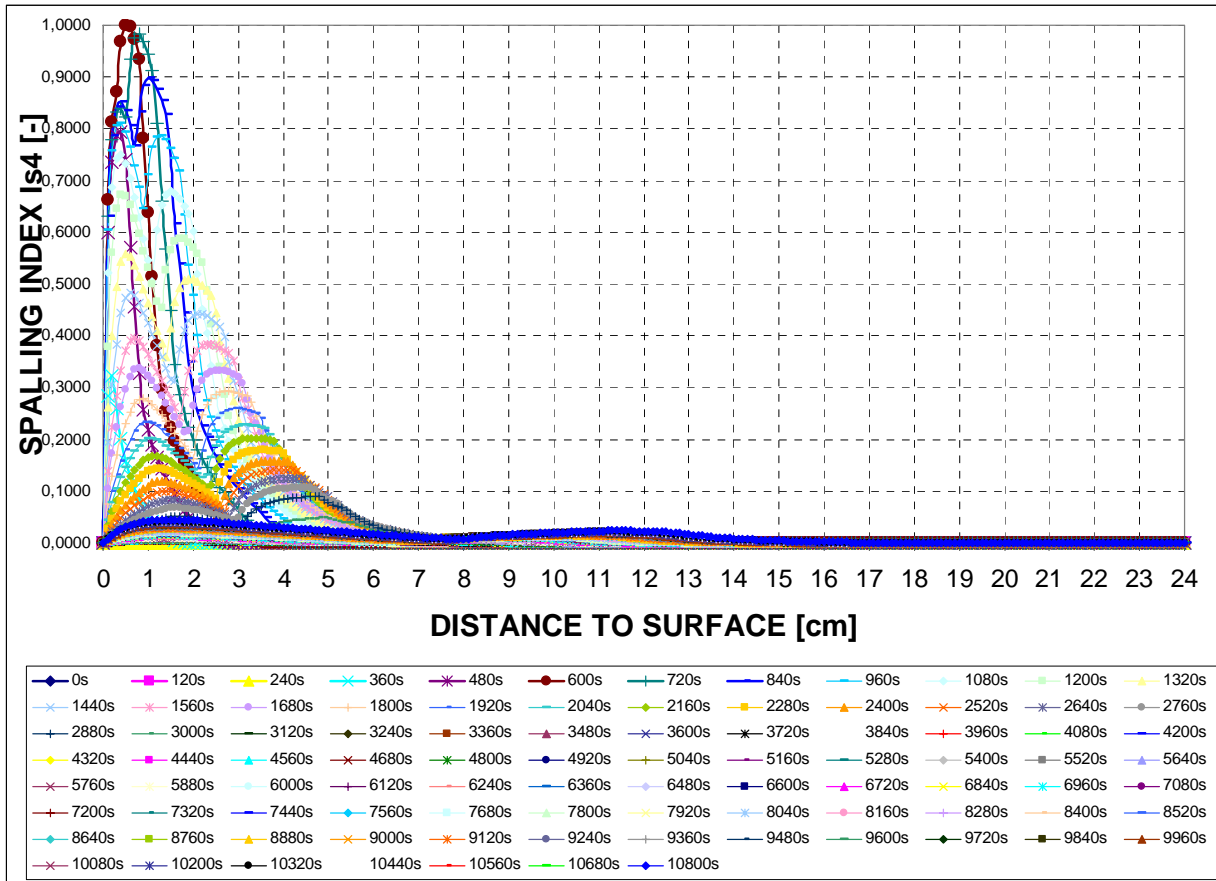 SPALLING INDEX Is4 [-]
1,0000
0,9000
0,8000
0,7000
0,6000
0,5000
0,4000
0,3000
0,2000
0,1000
0,0000
0 1 2 3 4 5 6 7 8 9 10 11 12 13 14 15 16 17 18 19 20 21 22 23 24
DISTANCE TO SURFACE [cm]
0s 120s 240s 360s 480s 600s 720s 840s 960s 1080s 1200s 1320s
1440s 1560s 1680s 1800s 1920s 2040s 2160s 2280s 2400s 2520s 2640s 2760s
2880s 3000s 3120s 3240s 3360s 3480s 3600s 3720s 3840s 3960s 4080s 4200s
4320s 4440s 4560s 4680s 4800s 4920s 5040s 5160s 5280s 5400s 5520s 5640s
5760s 5880s 6000s 6120s 6240s 6360s 6480s 6600s 6720s 6840s 6960s 7080s
7200s 7320s 7440s 7560s 7680s 7800s 7920s 8040s 8160s 8280s 8400s 8520s
8640s 8760s 8880s 9000s 9120s 9240s 9360s 9480s 9600s 9720s 9840s 9960s
10080s 10200s 10320s 10440s 10560s 10680s 10800s